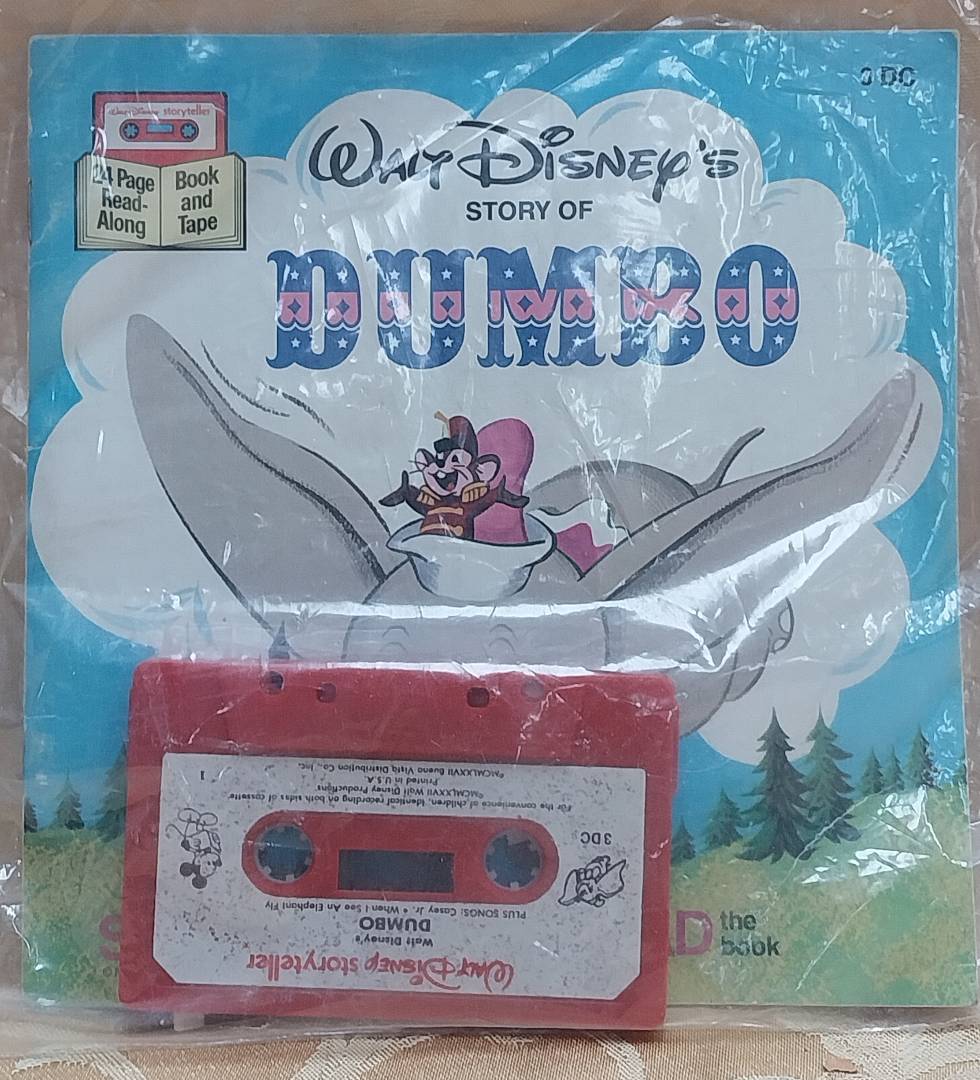 3 DC
Walt Disney storyteller
24 Page
Read-
Along
Book
and
Tape
WALT DISNEY'S
STORY OF
DUMBO
the
book
WALT DISNEY storyteller
Walt Disney's
DUMBO
PLUS SONGS: Casey Jr. • When I See An Elephant Fly
3DC
For the convenience of children, identical recording on both sides of cassette.
©MCMLXXVII Walt Disney Productions
Printed in U.S.A.
©MCMLXXVII Buena Vista Distribution Co., Inc.
1